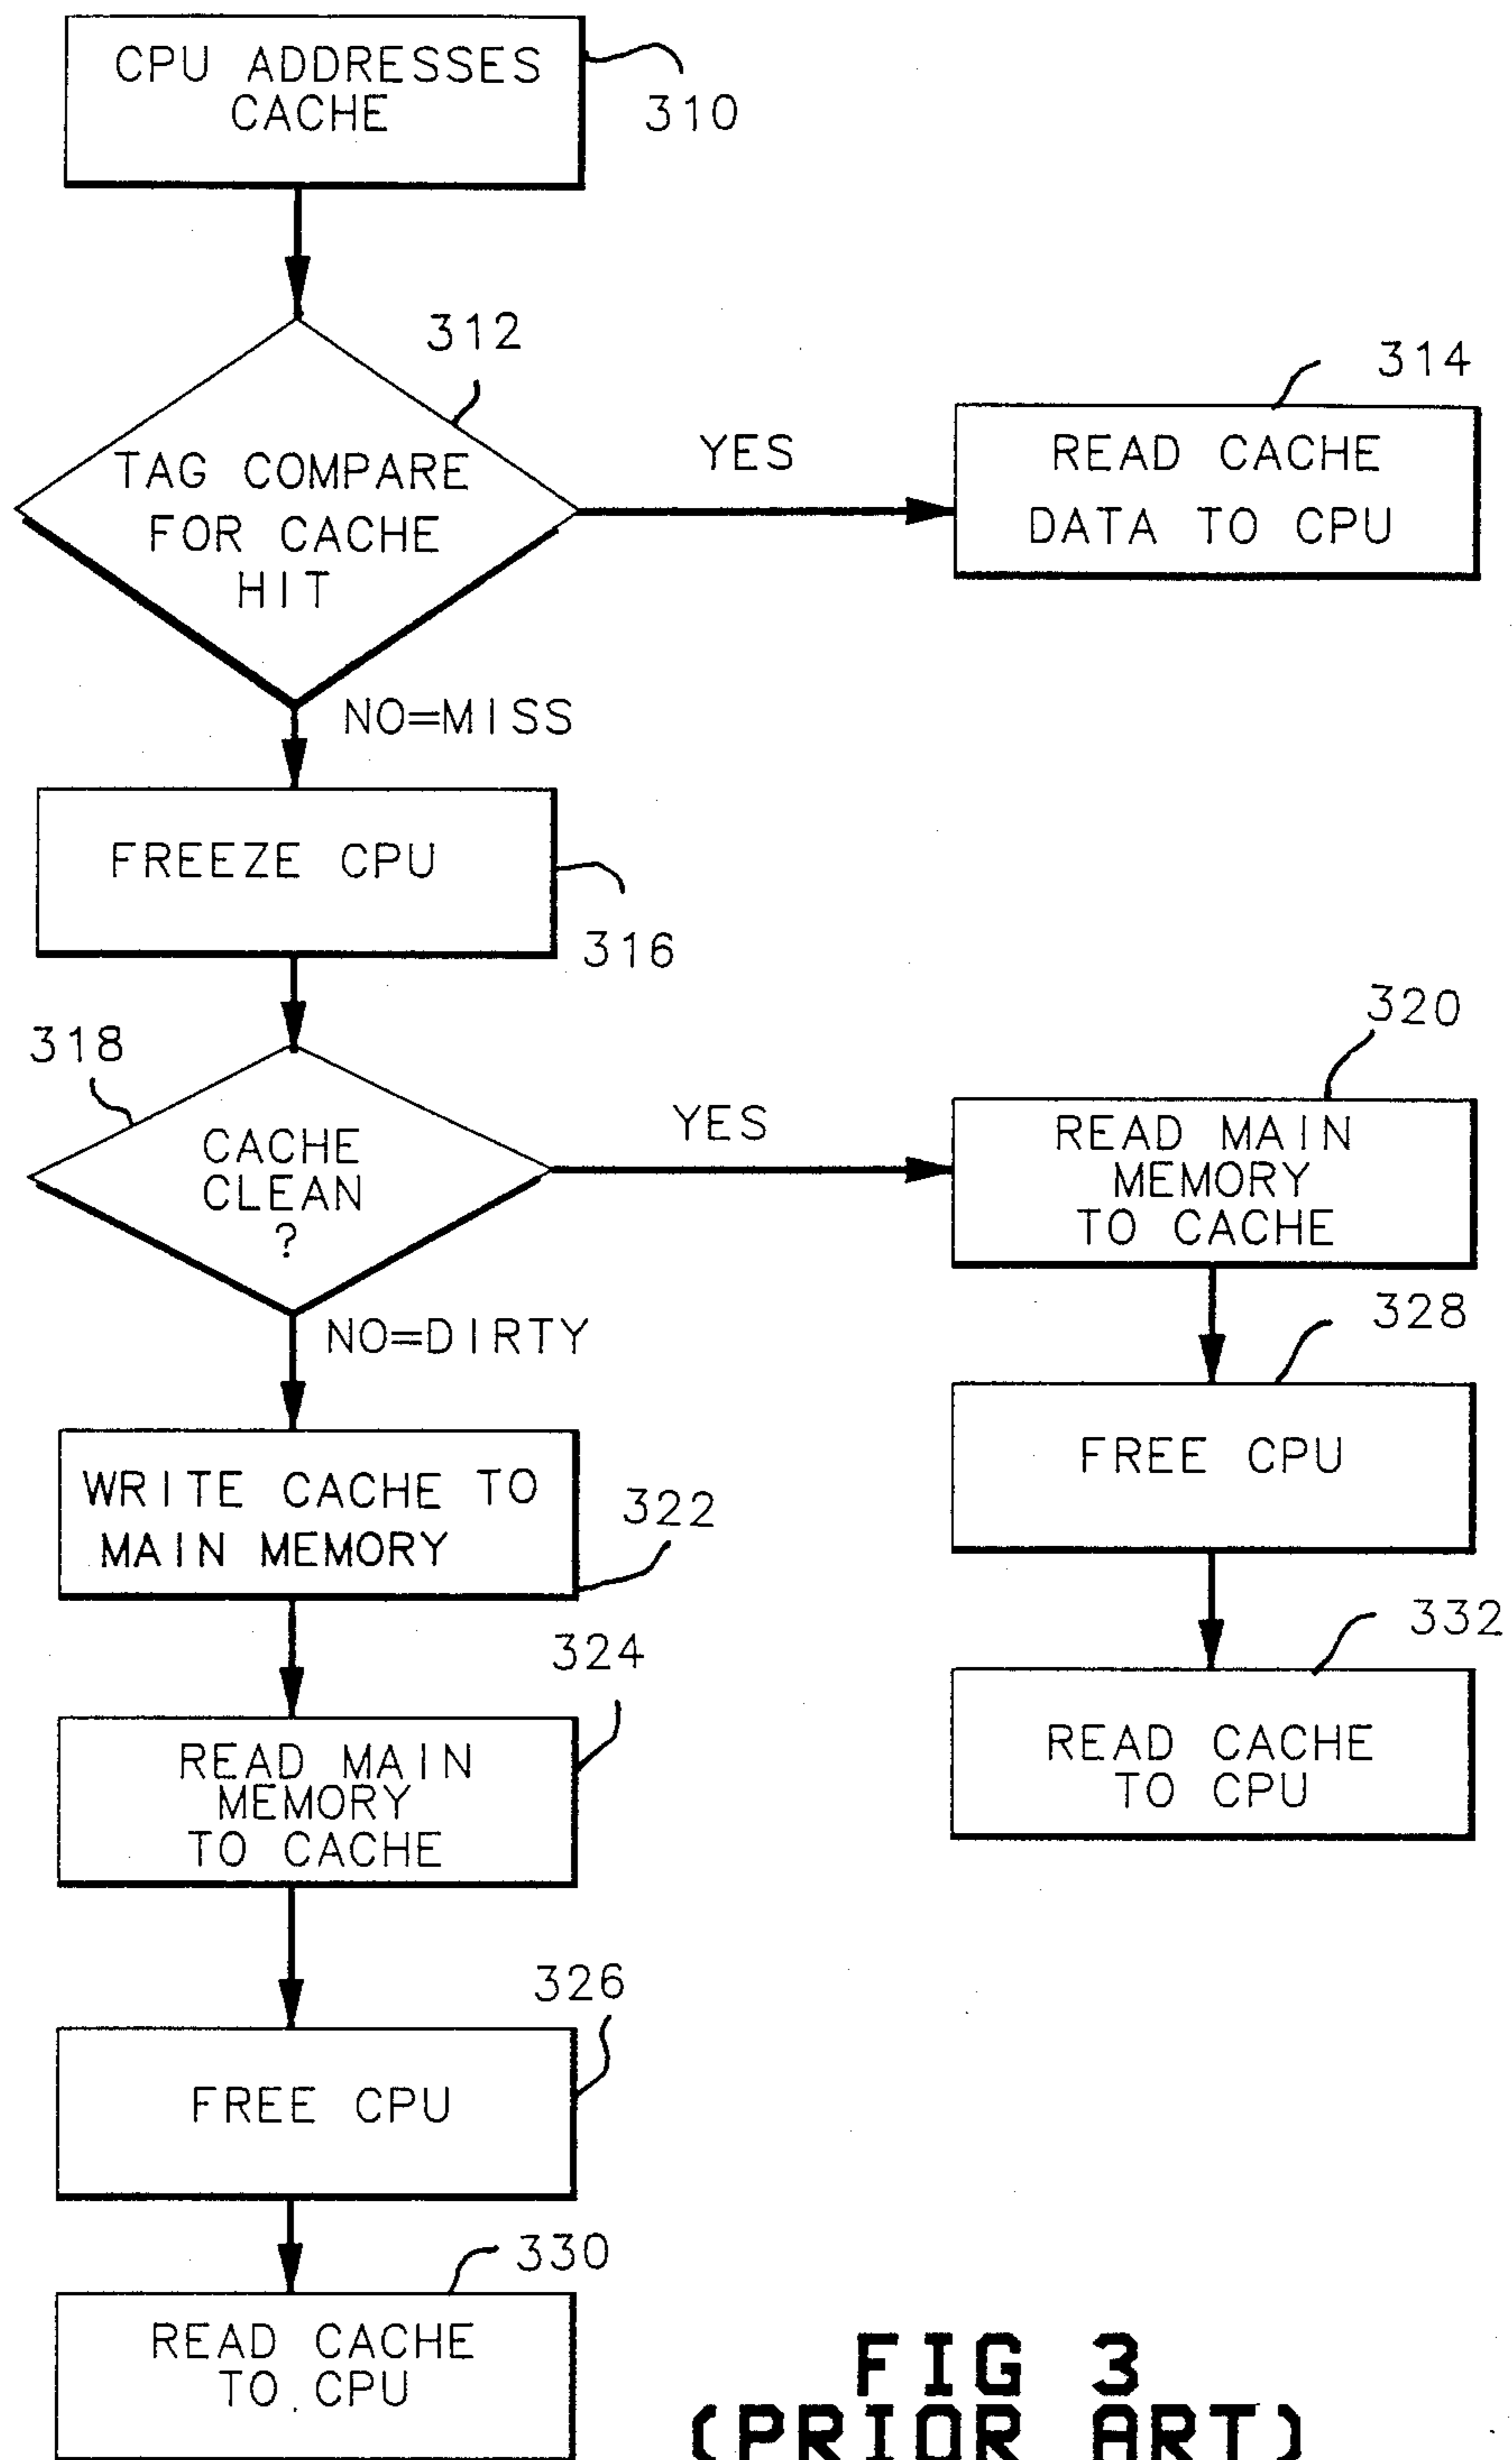 CPU ADDRESSES
CACHE
310
312
TAG COMPARE
FOR CACHE
HIT
YES
314
READ CACHE
DATA TO CPU
NO=MISS
FREEZE CPU
316
318
CACHE
CLEAN
?
YES
320
READ MAIN
MEMORY
TO CACHE
NO=DIRTY
328
FREE CPU
WRITE CACHE TO
MAIN MEMORY
322
332
READ CACHE
TO CPU
324
READ MAIN
MEMORY
TO CACHE
326
FREE CPU
330
READ CACHE
TO CPU
FIG 3
(PRIOR ART)